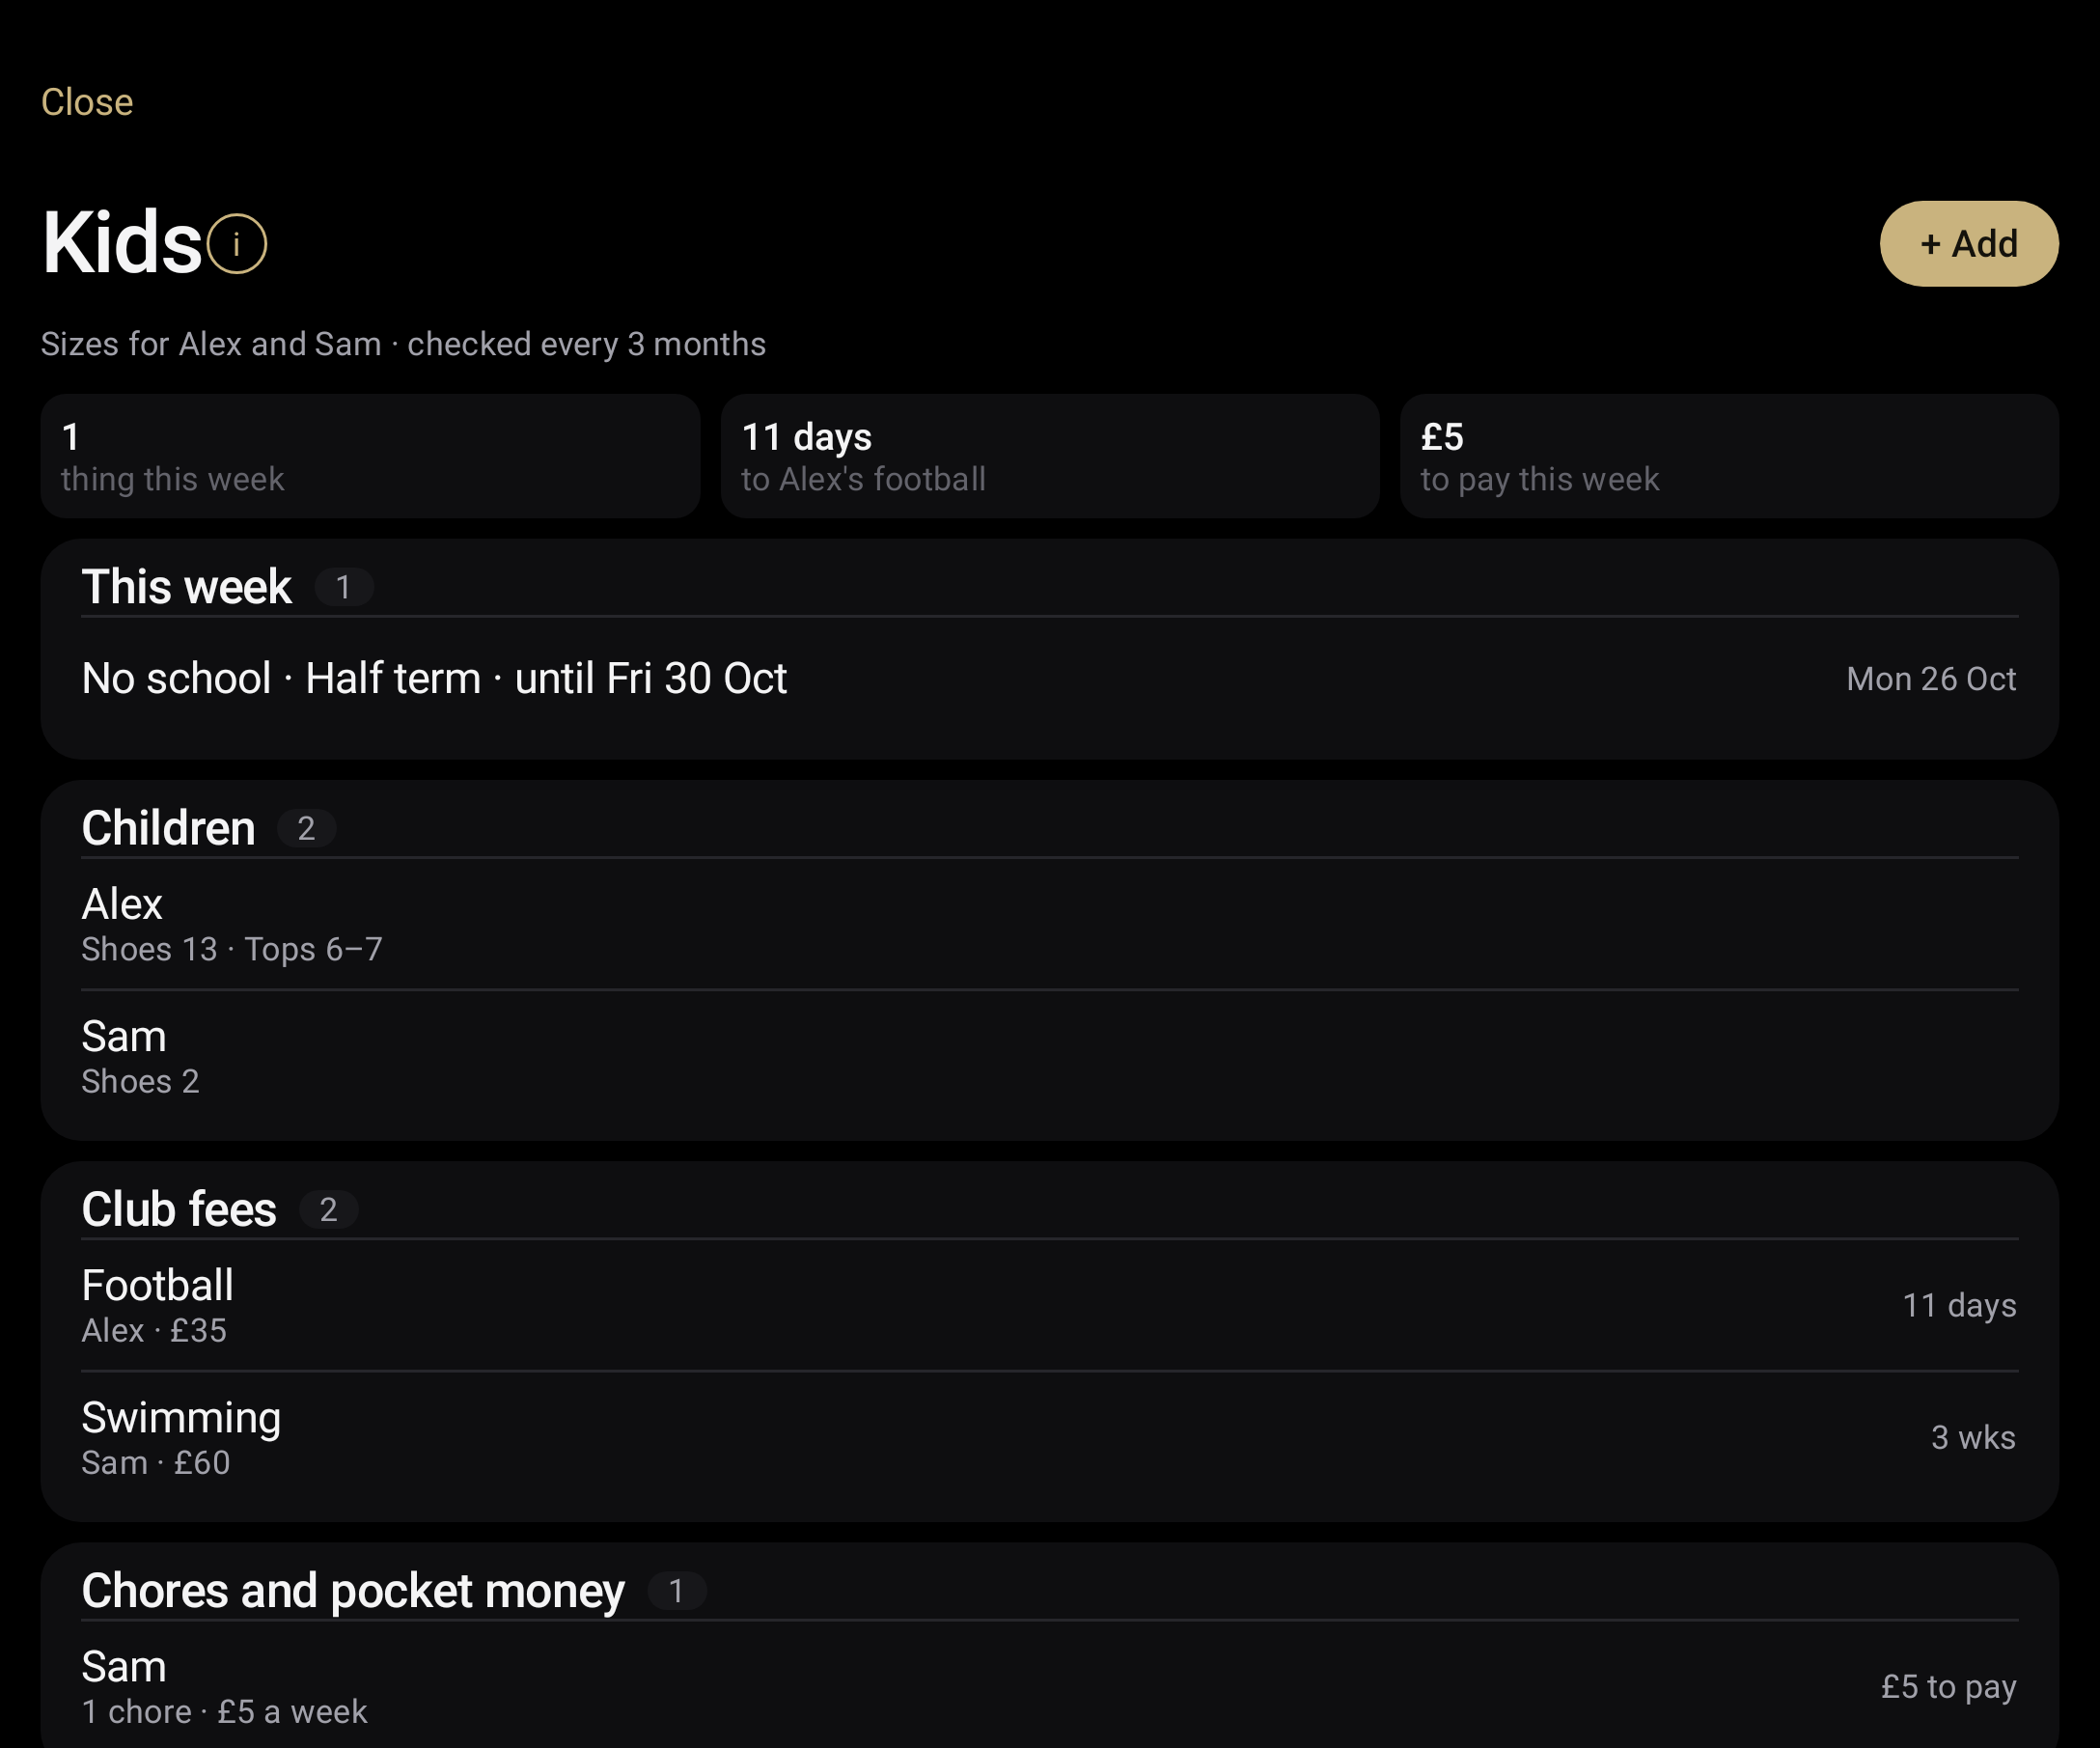 Close
Kids i
+ Add
Sizes for Alex and Sam · checked every 3 months
1
thing this week
11 days
to Alex's football
£5
to pay this week
This week 1
No school · Half term · until Fri 30 Oct
Mon 26 Oct
Children 2
Alex
Shoes 13 · Tops 6–7
Sam
Shoes 2
Club fees 2
Football
Alex · £35
11 days
Swimming
Sam · £60
3 wks
Chores and pocket money 1
Sam
1 chore · £5 a week
£5 to pay